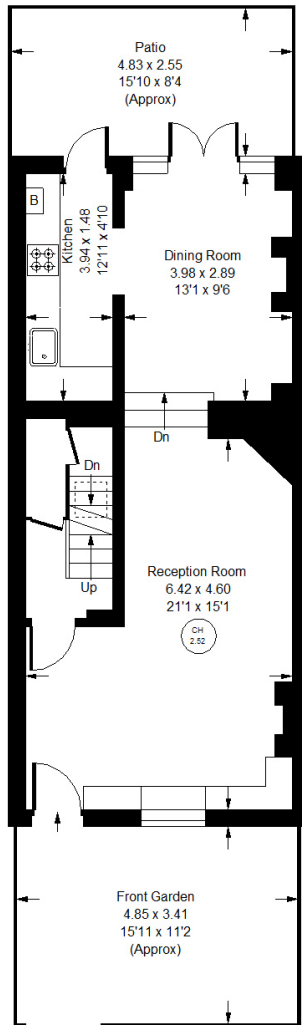 Patio
4.83 x 2.55
15'10 x 8'4
(Approx)
B
Kitchen
3.94 x 1.48
12'11 x 4'10
Dining Room
3.98 x 2.89
13'1 x 9'6
Dn
Dn
Up
Reception Room
6.42 x 4.60
21'1 x 15'1
CH
2.52
Front Garden
4.85 x 3.41
15'11 x 11'2
(Approx)